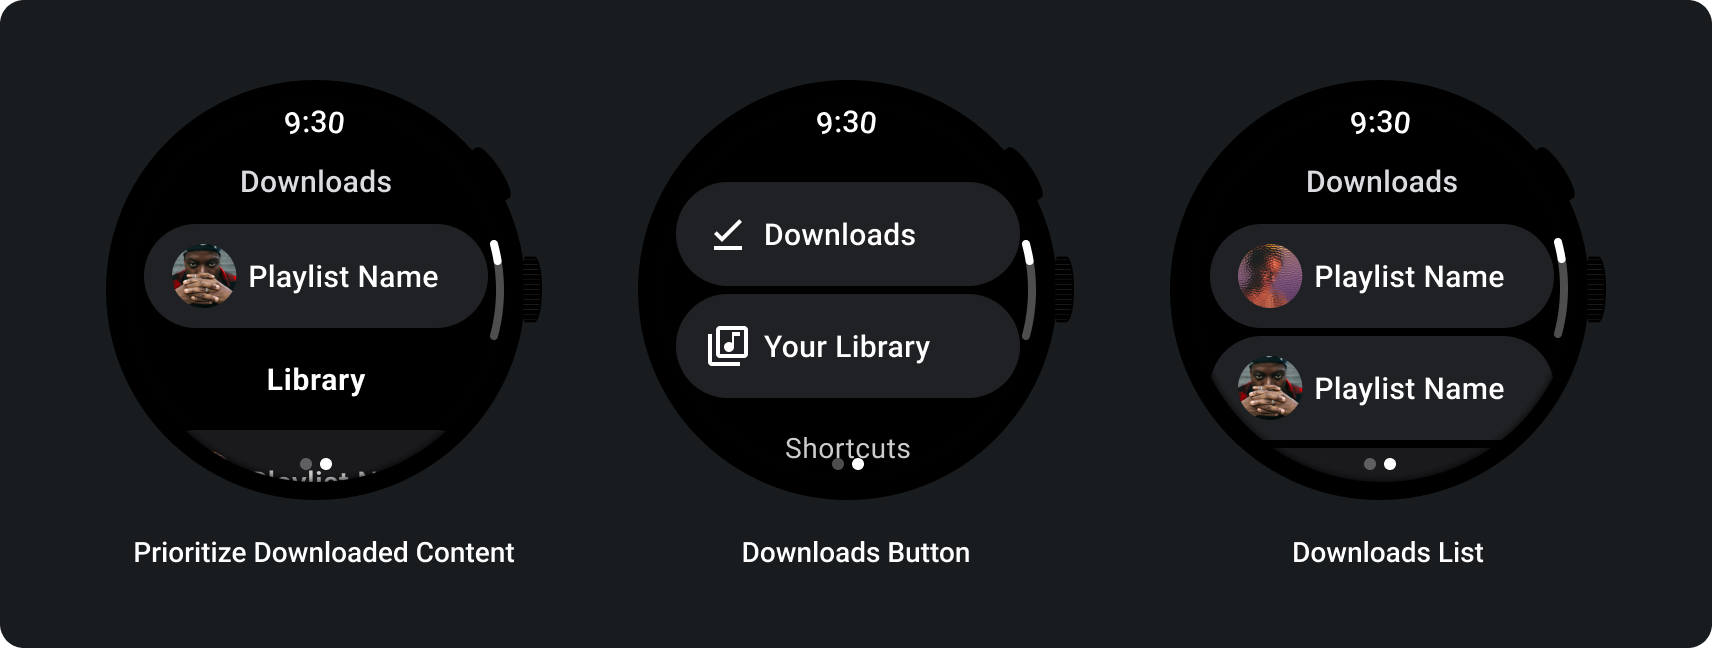 9:30
Downloads
Playlist Name
Library
Prioritize Downloaded Content
9:30
Downloads
Your Library
Shortcuts
Downloads Button
9:30
Downloads
Playlist Name
Playlist Name
Downloads List